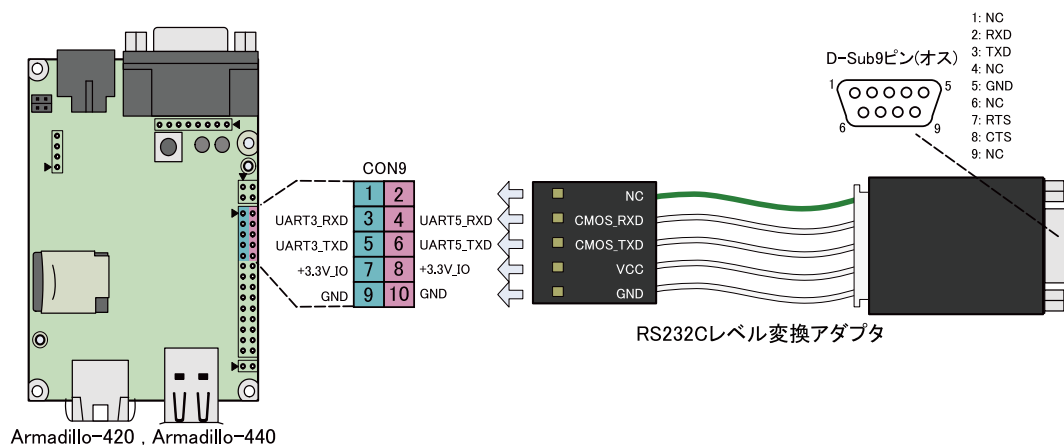 1: NC
2: RXD
3: TXD
4: NC
5: GND
6: NC
7: RTS
8: CTS
9: NC
D-Sub9ピン(オス)
1 5
6 9
CON9
1 2
UART3_RXD 3 4 UART5_RXD
UART3_TXD 5 6 UART5_TXD
+3.3V_IO 7 8 +3.3V_IO
GND 9 10 GND
NC
CMOS_RXD
CMOS_TXD
VCC
GND
RS232Cレベル変換アダプタ
Armadillo-420 , Armadillo-440